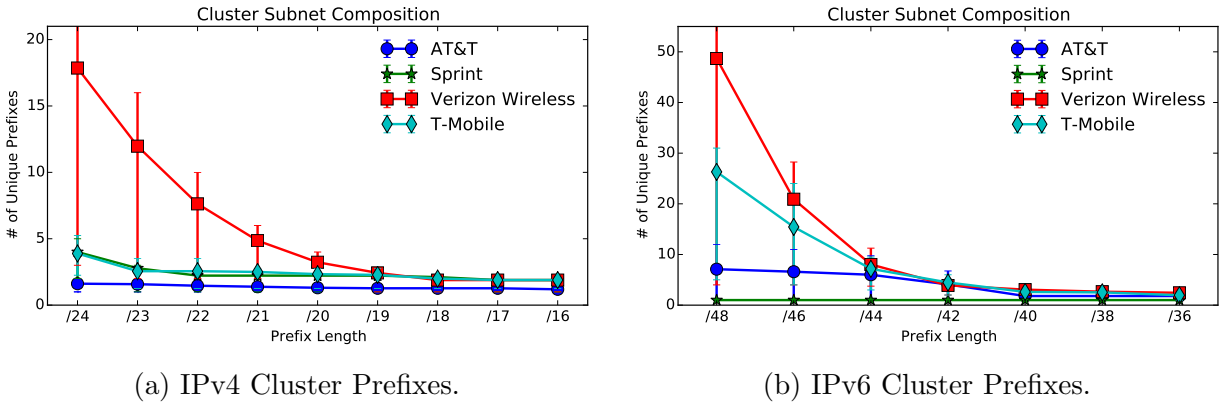 Cluster Subnet Composition
20
15
10
5
0
# of Unique Prefixes
AT&T
Sprint
Verizon Wireless
T-Mobile
/24 /23 /22 /21 /20 /19 /18 /17 /16
Prefix Length
(a) IPv4 Cluster Prefixes.
Cluster Subnet Composition
50
40
30
20
10
0
# of Unique Prefixes
AT&T
Sprint
Verizon Wireless
T-Mobile
/48 /46 /44 /42 /40 /38 /36
Prefix Length
(b) IPv6 Cluster Prefixes.